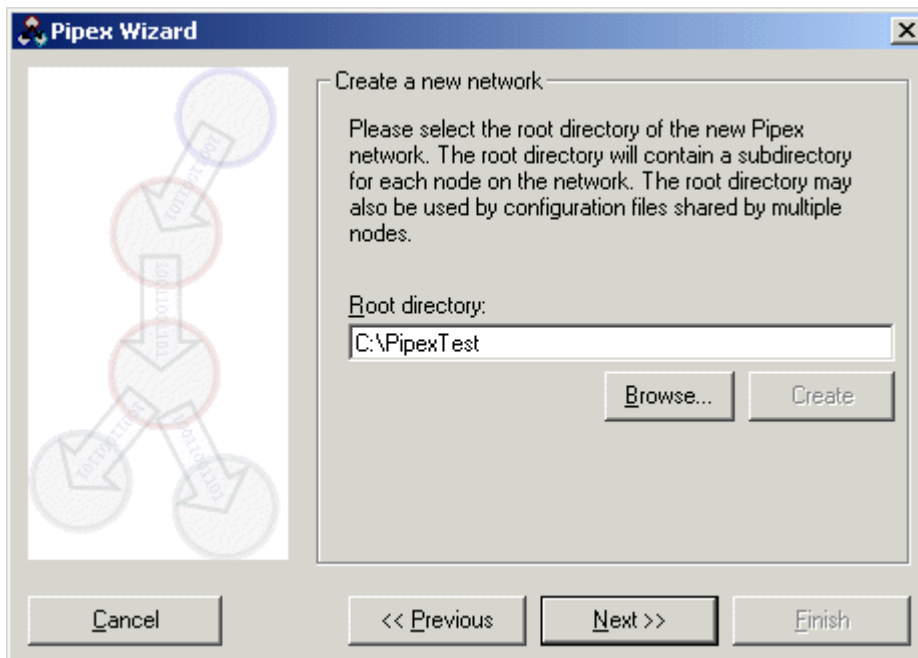 Pipex Wizard
Create a new network
Please select the root directory of the new Pipex
network. The root directory will contain a subdirectory
for each node on the network. The root directory may
also be used by configuration files shared by multiple
nodes.
Root directory:
C:\PipexTest
Browse... Create
Cancel << Previous Next >> Finish